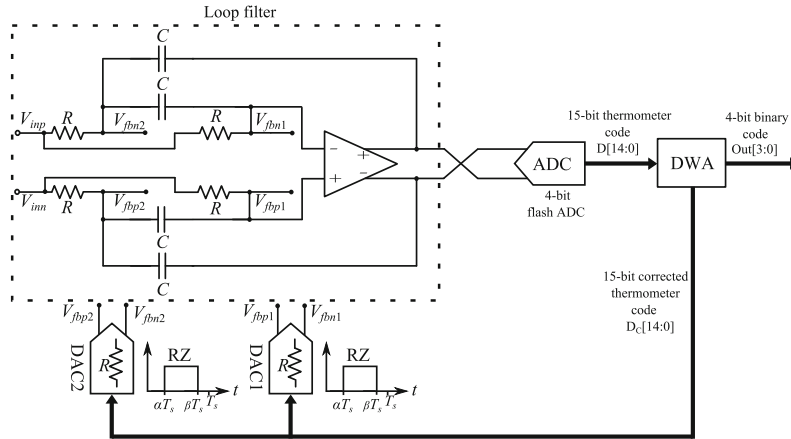 Loop filter
C
C
V_inp R V_fbn2 R V_fbn1
15-bit thermometer
code
D[14:0]
4-bit binary
code
Out[3:0]
− +
+ −
ADC
DWA
4-bit
flash ADC
V_inn R V_fbp2 R V_fbp1
C
C
15-bit corrected
thermometer
code
D_C[14:0]
V_fbp2 V_fbn2
V_fbp1 V_fbn1
DAC2 R RZ t
αT_s βT_s T_s
DAC1 R RZ t
αT_s βT_s T_s